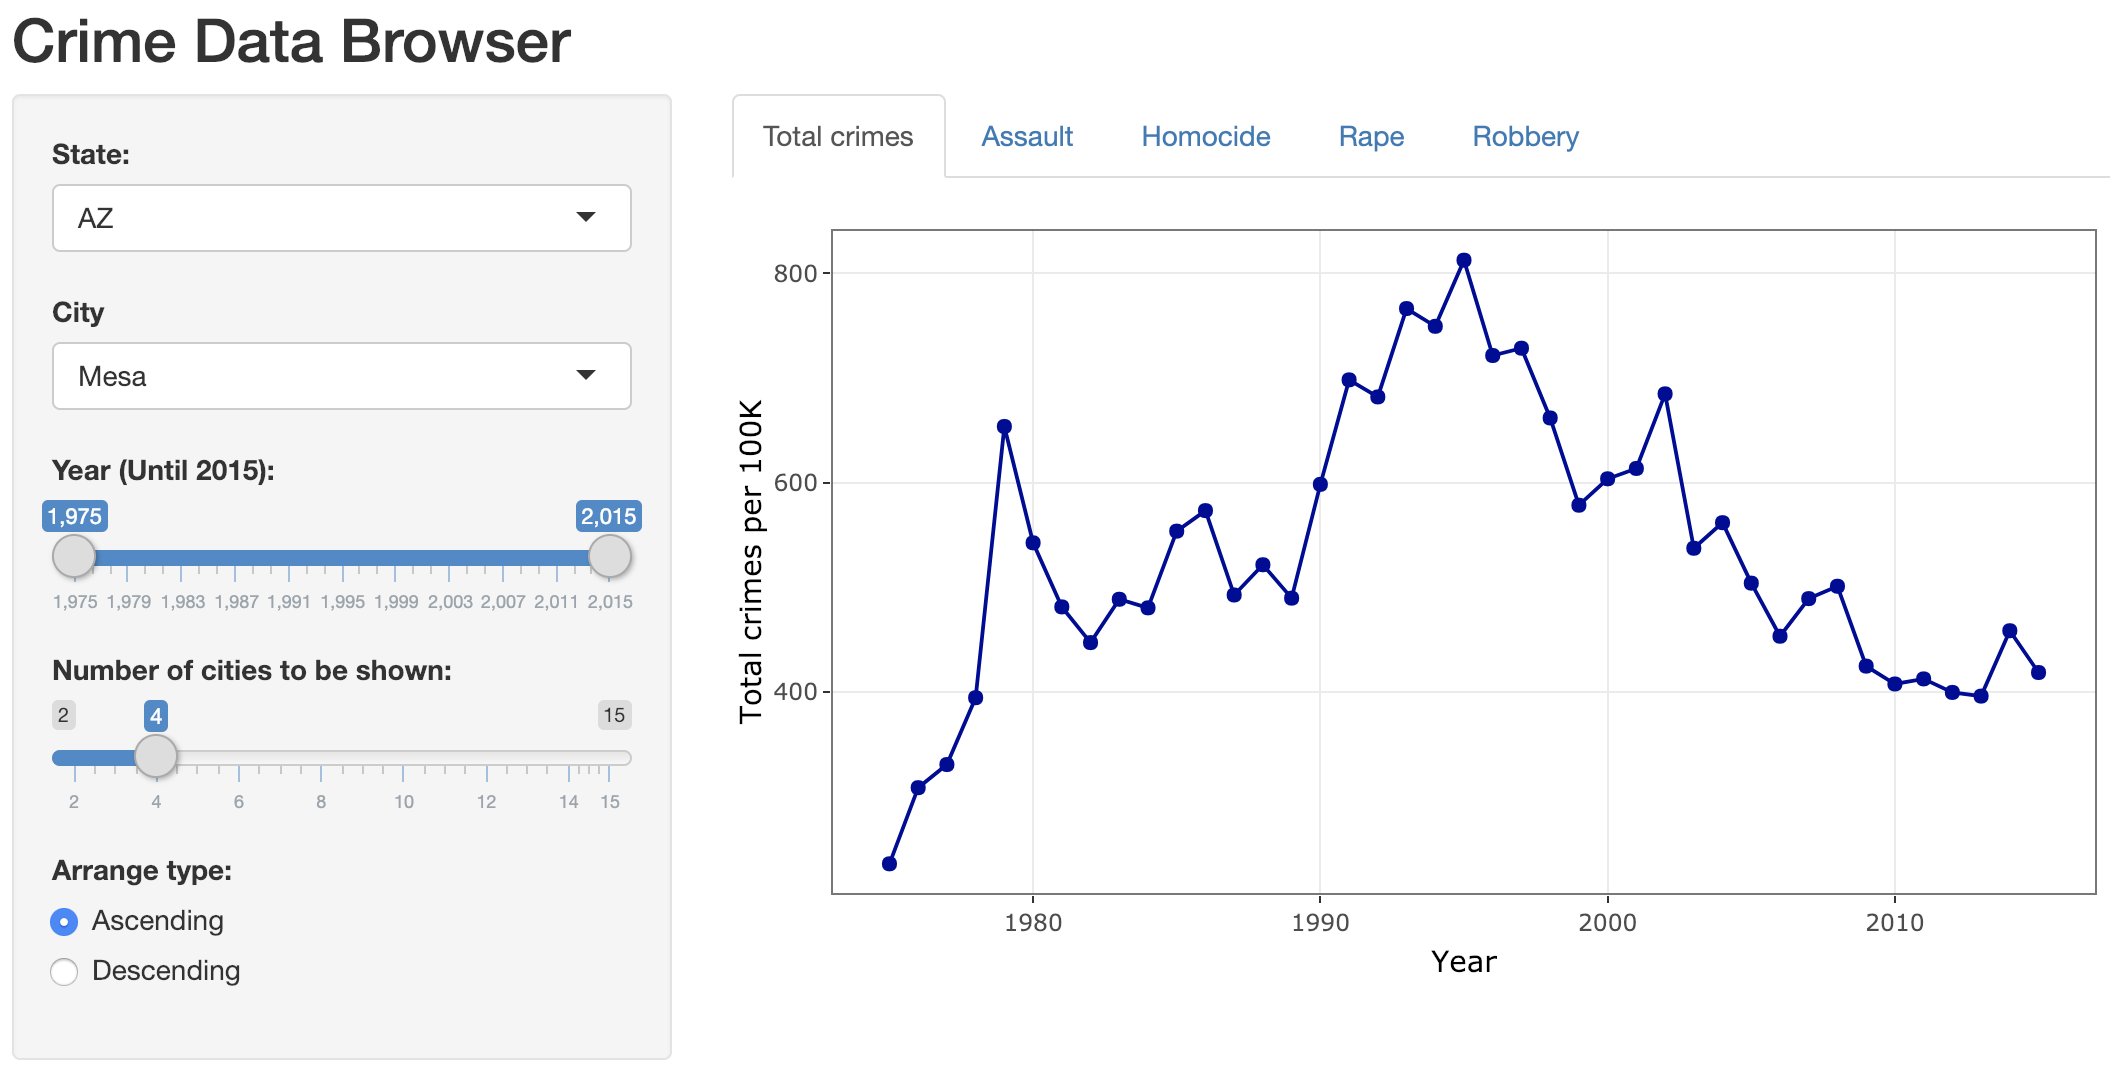 Crime Data Browser
State:
AZ
City
Mesa
Year (Until 2015):
1,975 2,015
1,975 1,979 1,983 1,987 1,991 1,995 1,999 2,003 2,007 2,011 2,015
Number of cities to be shown:
2 4 15
2 4 6 8 10 12 14 15
Arrange type:
Ascending
Descending
Total crimes Assault Homocide Rape Robbery
Total crimes per 100K
800
600
400
1980 1990 2000 2010
Year